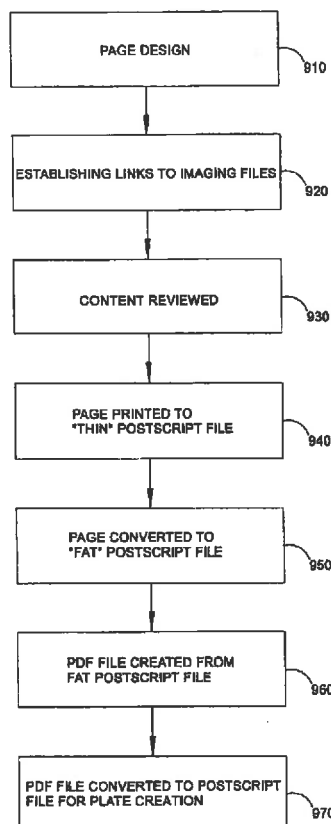 PAGE DESIGN
910
ESTABLISHING LINKS TO IMAGING FILES
920
CONTENT REVIEWED
930
PAGE PRINTED TO
"THIN" POSTSCRIPT FILE
940
PAGE CONVERTED TO
"FAT" POSTSCRIPT FILE
950
PDF FILE CREATED FROM
FAT POSTSCRIPT FILE
960
PDF FILE CONVERTED TO POSTSCRIPT
FILE FOR PLATE CREATION
970